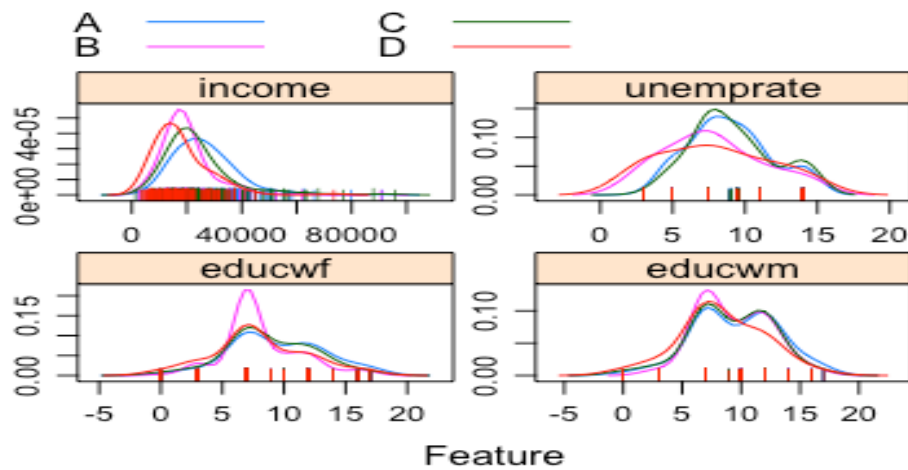 A C
B D
income unemprate
0e+00 4e-05 0.00 0.10
0 40000 80000 0 5 10 15 20
educwf educwm
0.00 0.15 0.00 0.10
-5 0 5 10 15 20 -5 0 5 10 15 20
Feature